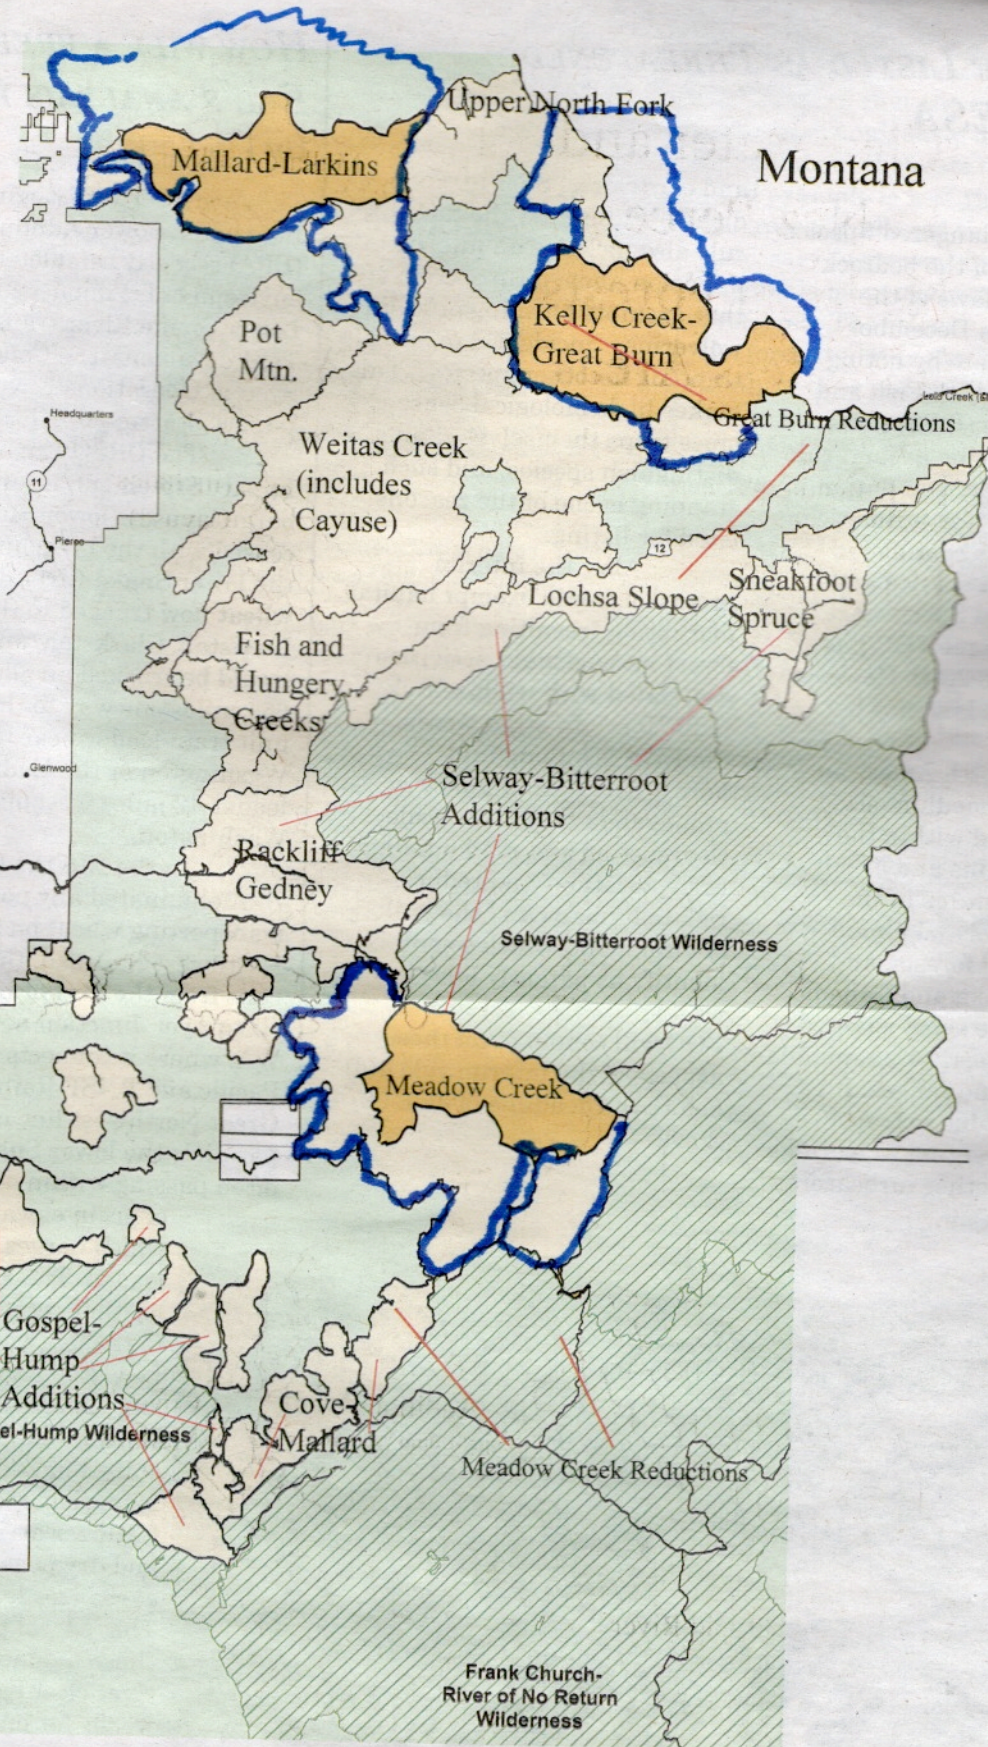 Upper North Fork
Mallard-Larkins
Montana
Kelly Creek-
Great Burn
Pot
Mtn.
Great Burn Reductions
Headquarters
11
Pierce
Weitas Creek
(includes
Cayuse)
12
Lochsa Slope
Sneakfoot
Spruce
Fish and
Hungery
Creeks
Glenwood
Selway-Bitterroot
Additions
Rackliff-
Gedney
Selway-Bitterroot Wilderness
Meadow Creek
Gospel-
Hump
Additions
el-Hump Wilderness
Cove-
Mallard
Meadow Creek Reductions
Frank Church-
River of No Return
Wilderness